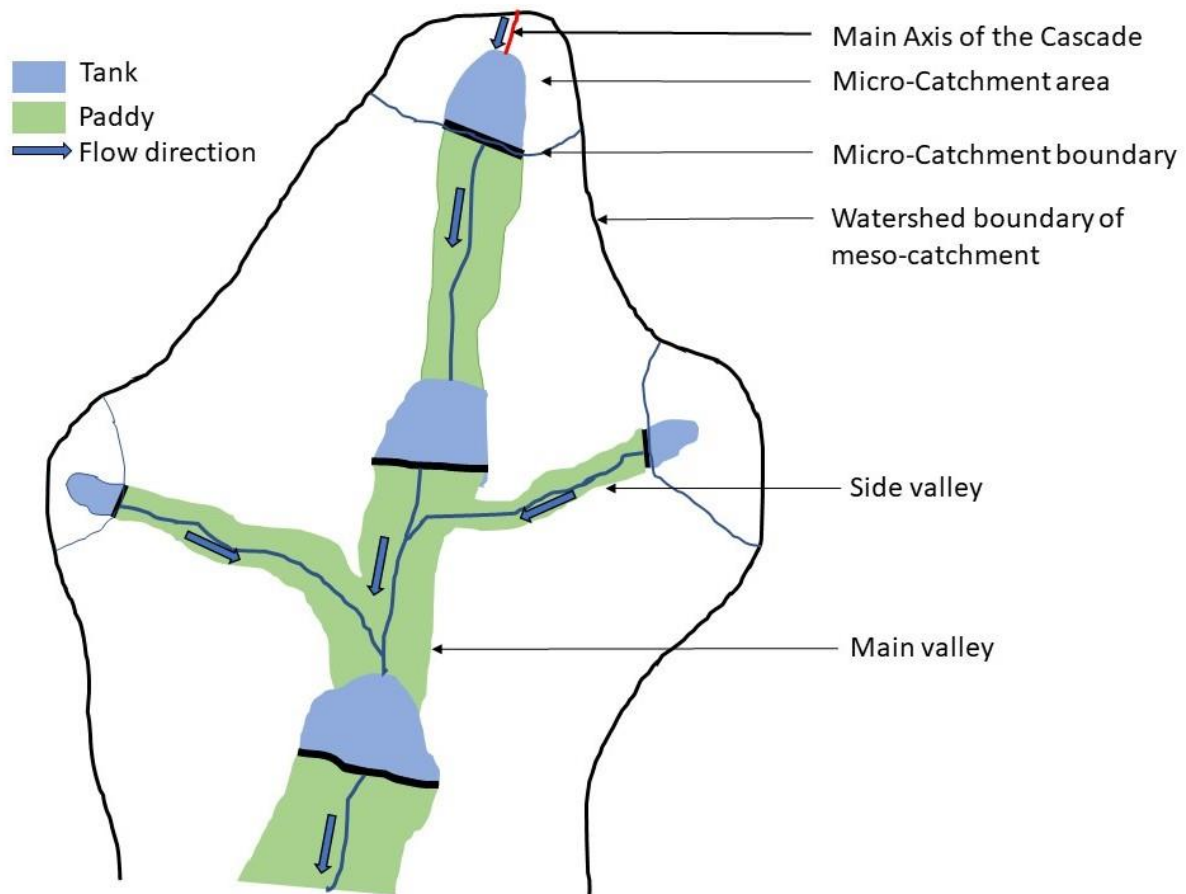 Main Axis of the Cascade
Micro-Catchment area
Tank
Paddy
Flow direction
Micro-Catchment boundary
Watershed boundary of
meso-catchment
Side valley
Main valley